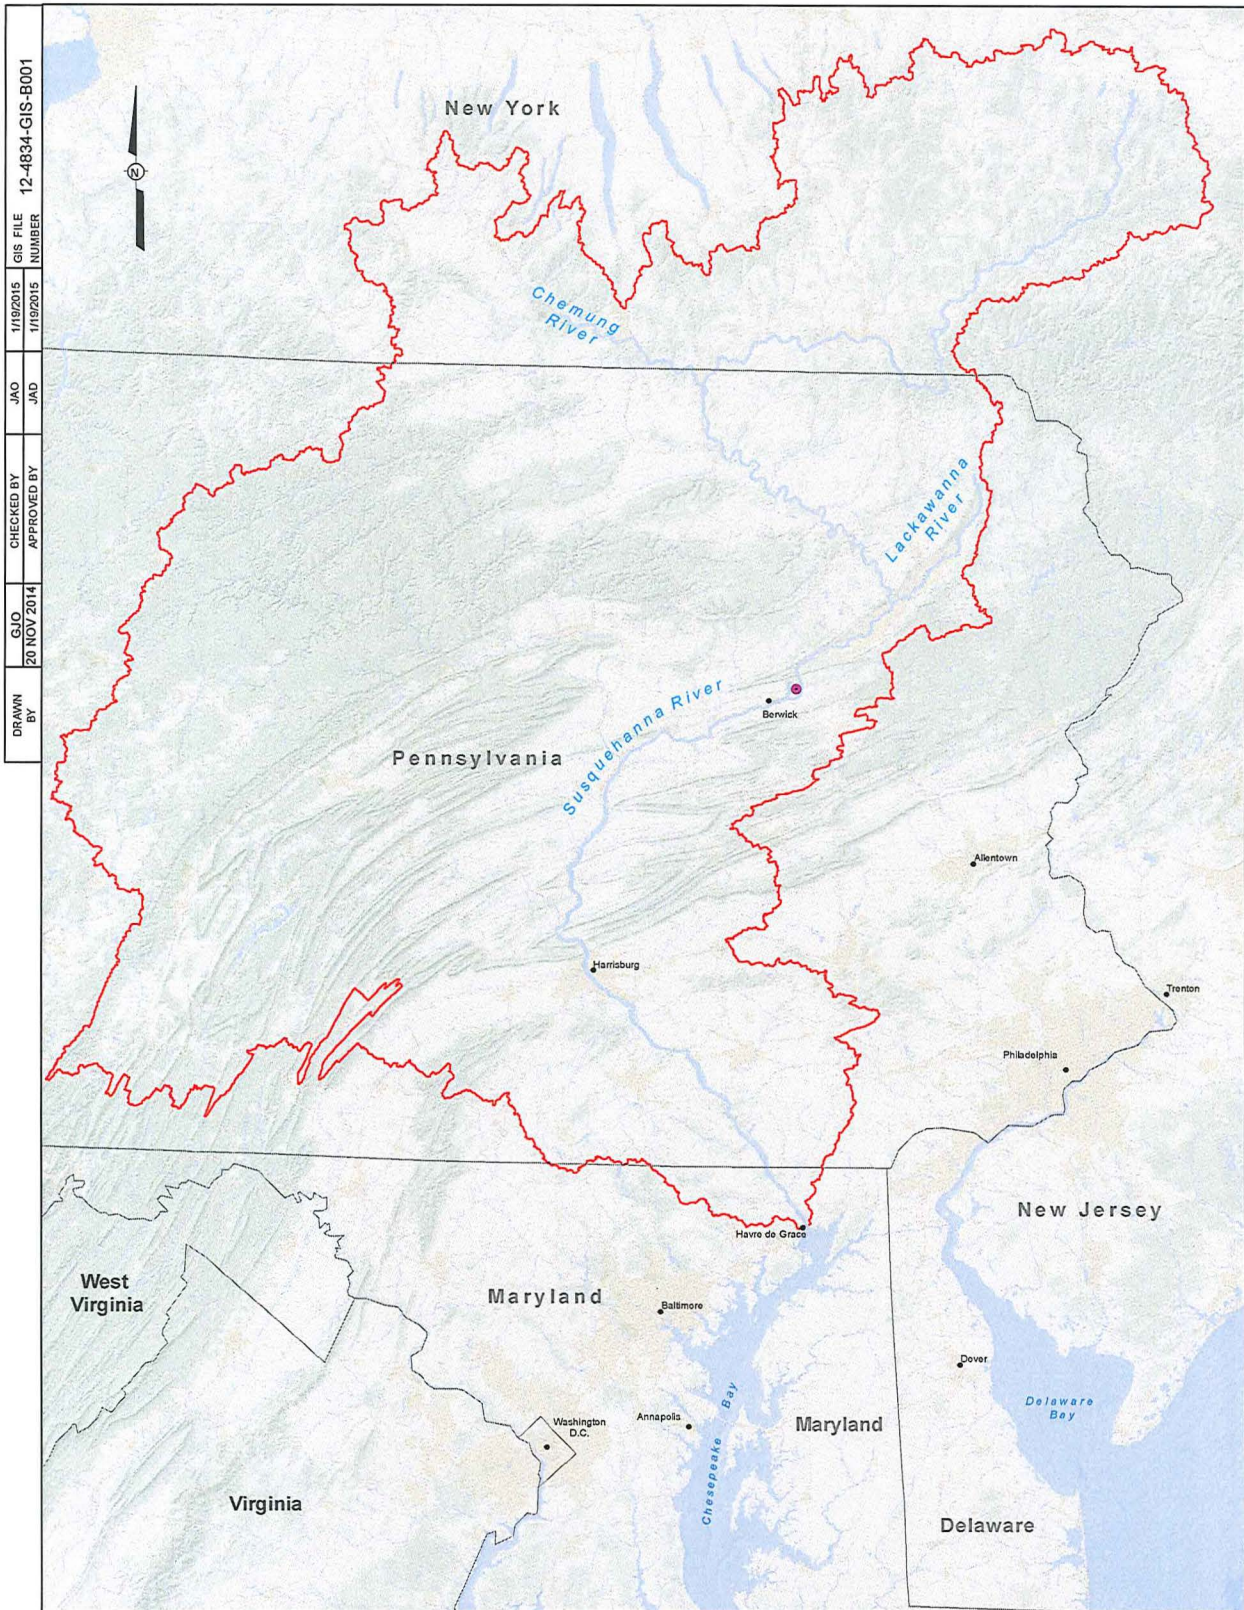 DRAWN
BY
GJO
20 NOV 2014
CHECKED BY
APPROVED BY
JAO
JAD
1/19/2015
1/19/2015
GIS FILE
NUMBER
12-4834-GIS-B001
N
New York
Chemung
River
Lackawanna
River
Susquehanna River
Berwick
Pennsylvania
Allentown
Harrisburg
Trenton
Philadelphia
New Jersey
Havre de Grace
West
Virginia
Maryland
Baltimore
Dover
Delaware
Bay
Chesepeake Bay
Annapolis
Maryland
Washington
D.C.
Virginia
Delaware